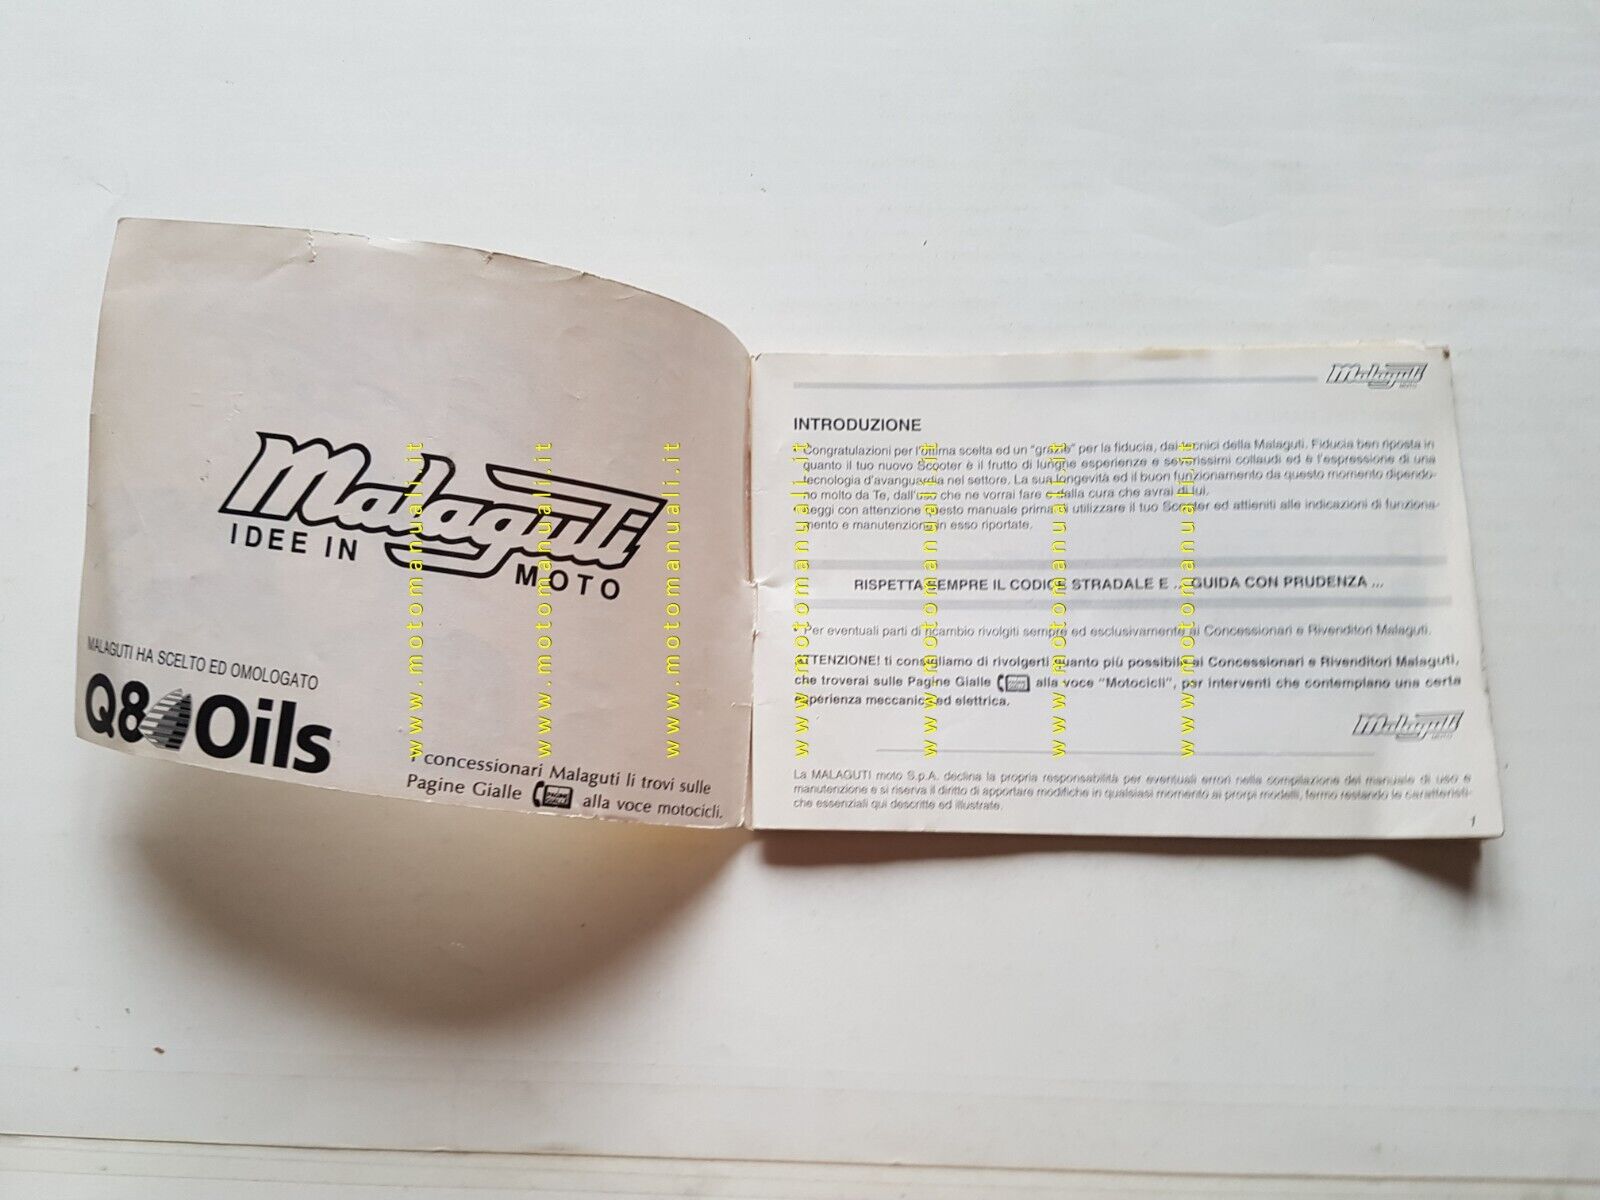 Malaguti
IDEE IN
MOTO
MALAGUTI HA SCELTO ED OMOLOGATO
Q8 Oils
I concessionari Malaguti li trovi sulle
Pagine Gialle PAGINE GIALLE alla voce motocicli.
Malaguti
MOTO
INTRODUZIONE
* Congratulazioni per l'ottima scelta ed un "grazie" per la fiducia, dai tecnici della Malaguti. Fiducia ben riposta in
quanto il tuo nuovo Scooter è il frutto di lunghe esperienze e severissimi collaudi ed è l'espressione di una
tecnologia d'avanguardia nel settore. La sua longevità ed il buon funzionamento da questo momento dipendo-
no molto da Te, dall'uso che ne vorrai fare e dalla cura che avrai di lui.
Leggi con attenzione questo manuale prima di utilizzare il tuo Scooter ed attieniti alle indicazioni di funziona-
mento e manutenzione in esso riportate.
RISPETTA SEMPRE IL CODICE STRADALE E ... GUIDA CON PRUDENZA ...
* Per eventuali parti di ricambio rivolgiti sempre ed esclusivamente ai Concessionari e Rivenditori Malaguti.
ATTENZIONE! ti consigliamo di rivolgerti quanto più possibile ai Concessionari e Rivenditori Malaguti,
che troverai sulle Pagine Gialle alla voce "Motocicli", per interventi che contemplano una certa
esperienza meccanica ed elettrica.
Malaguti
MOTO
La MALAGUTI moto S.p.A. declina la propria responsabilità per eventuali errori nella compilazione del manuale di uso e
manutenzione e si riserva il diritto di apportare modifiche in qualsiasi momento ai prorpi modelli, fermo restando le caratteristi-
che essenziali qui descritte ed illustrate.
1
www.motomanuali.it
www.motomanuali.it
www.motomanuali.it
www.motomanuali.it
www.motomanuali.it
www.motomanuali.it
www.motomanuali.it